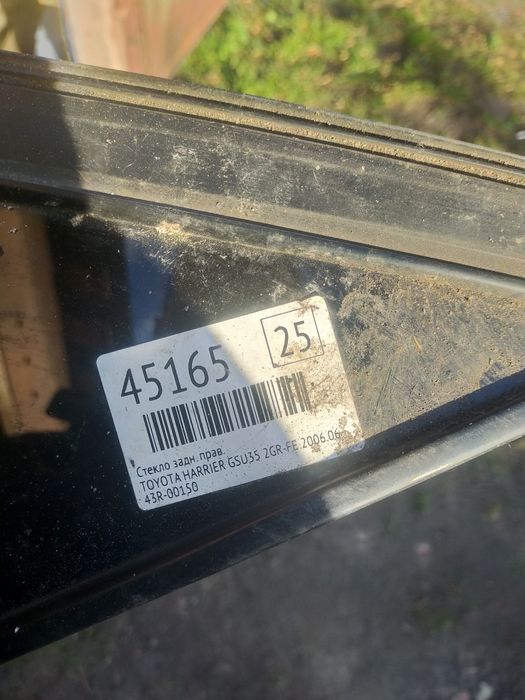 45165 25
Стекло задн. прав.
TOYOTA HARRIER GSU35 2GR-FE 2006.06
43R-00150